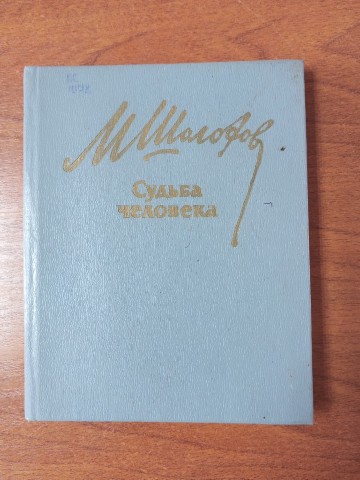 М Шолохов
Судьба
человека